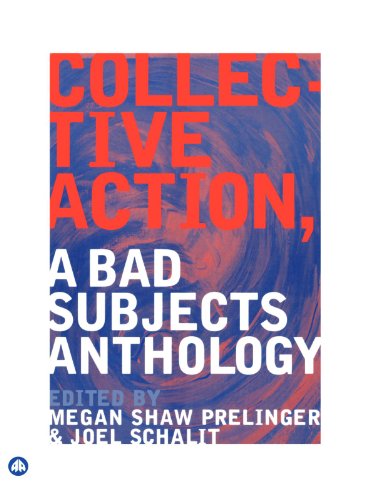 COLLEC-
TIVE
ACTION,
A BAD
SUBJECTS
ANTHOLOGY
EDITED BY
MEGAN SHAW PRELINGER
& JOEL SCHALIT